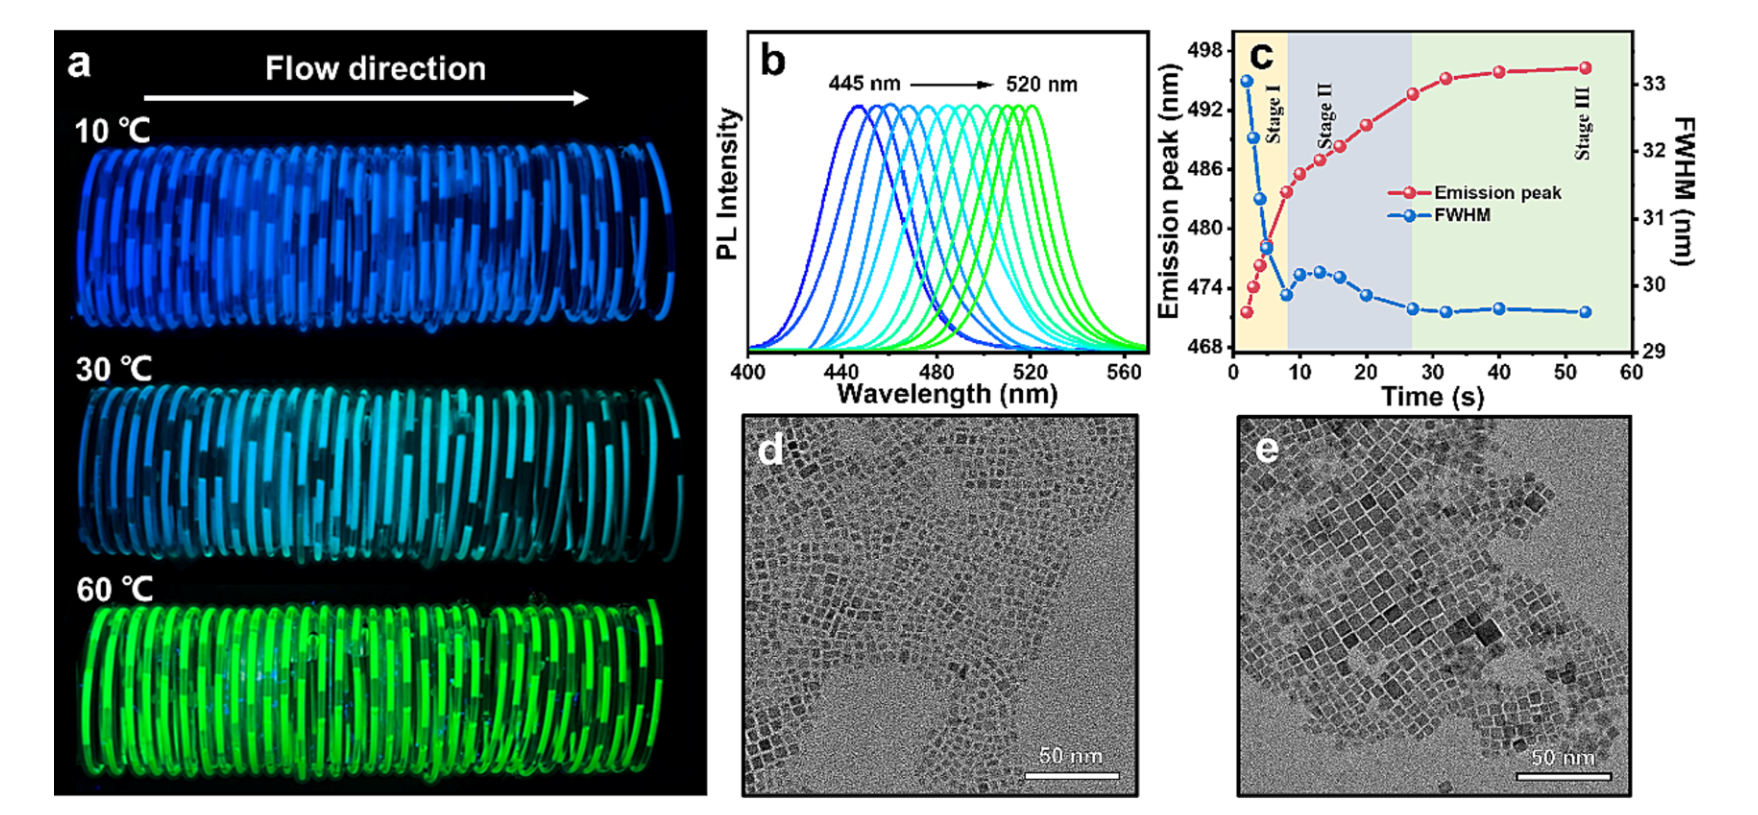 a
Flow direction
10 ℃
30 ℃
60 ℃
b
445 nm
520 nm
PL Intensity
400
440
480
520
560
Wavelength (nm)
c
498
492
486
480
474
468
Emission peak (nm)
Stage I
Stage II
Stage III
Emission peak
FWHM
33
32
31
30
29
FWHM (nm)
0
10
20
30
40
50
60
Time (s)
d
50 nm
e
50 nm